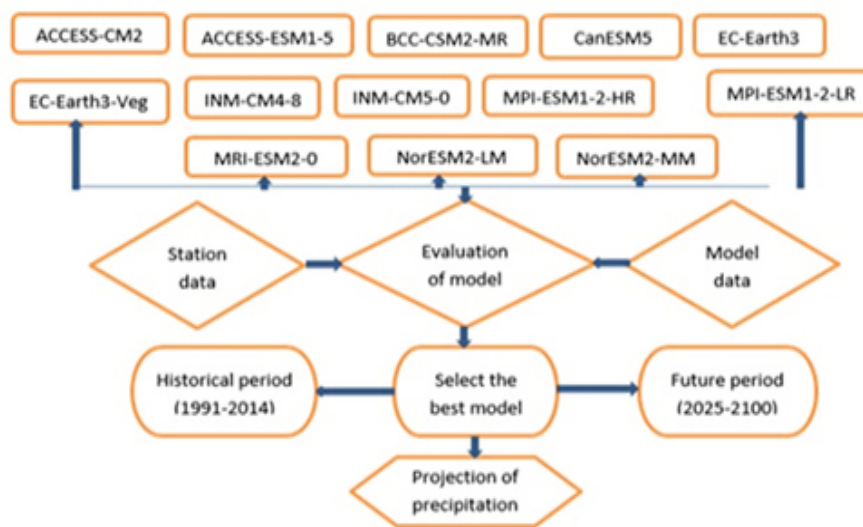 ACCESS-CM2
ACCESS-ESM1-5
BCC-CSM2-MR
CanESM5
EC-Earth3
EC-Earth3-Veg
INM-CM4-8
INM-CM5-0
MPI-ESM1-2-HR
MPI-ESM1-2-LR
MRI-ESM2-0
NorESM2-LM
NorESM2-MM
Station
data
Evaluation
of model
Model
data
Historical period
(1991-2014)
Select the
best model
Future period
(2025-2100)
Projection of
precipitation